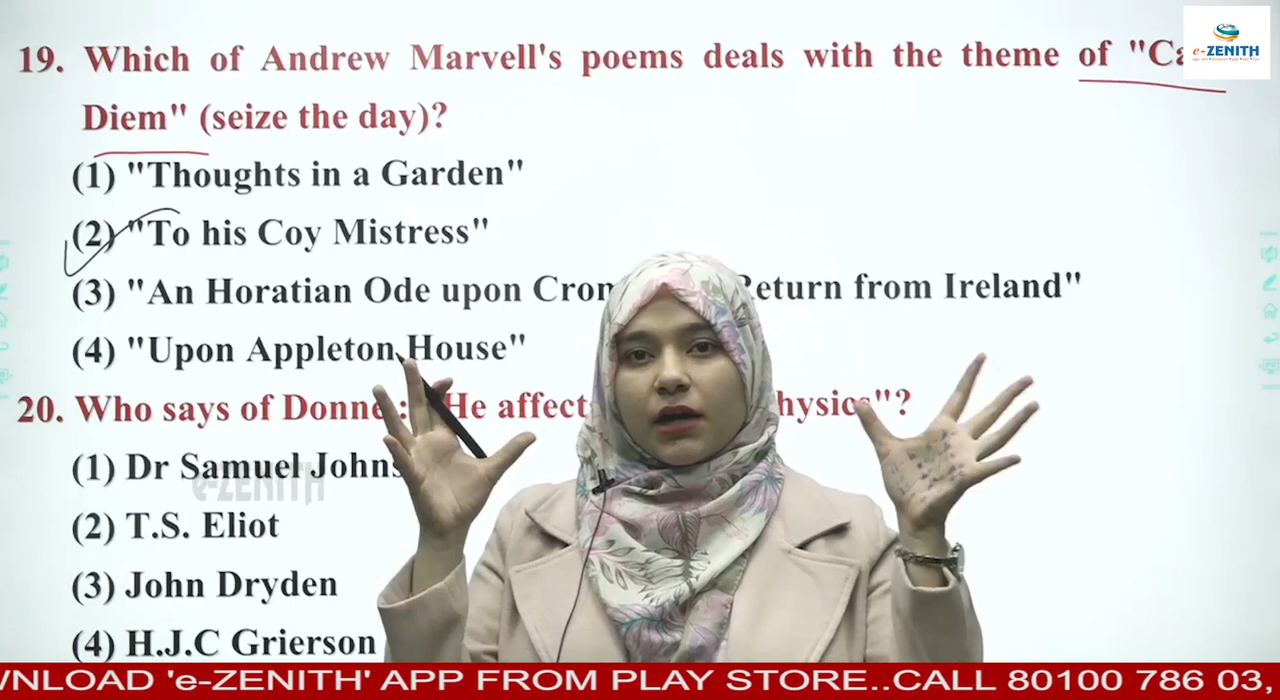 e-ZENITH
19. Which of Andrew Marvell's poems deals with the theme of "Ca
Diem" (seize the day)?
(1) "Thoughts in a Garden"
(2) "To his Coy Mistress"
(3) "An Horatian Ode upon Crom Return from Ireland"
(4) "Upon Appleton House"
20. Who says of Donne: "He affect hysics"?
(1) Dr Samuel Johns
e-ZENITH
(2) T.S. Eliot
(3) John Dryden
(4) H.J.C Grierson
WNLOAD 'e-ZENITH' APP FROM PLAY STORE..CALL 80100 786 03,